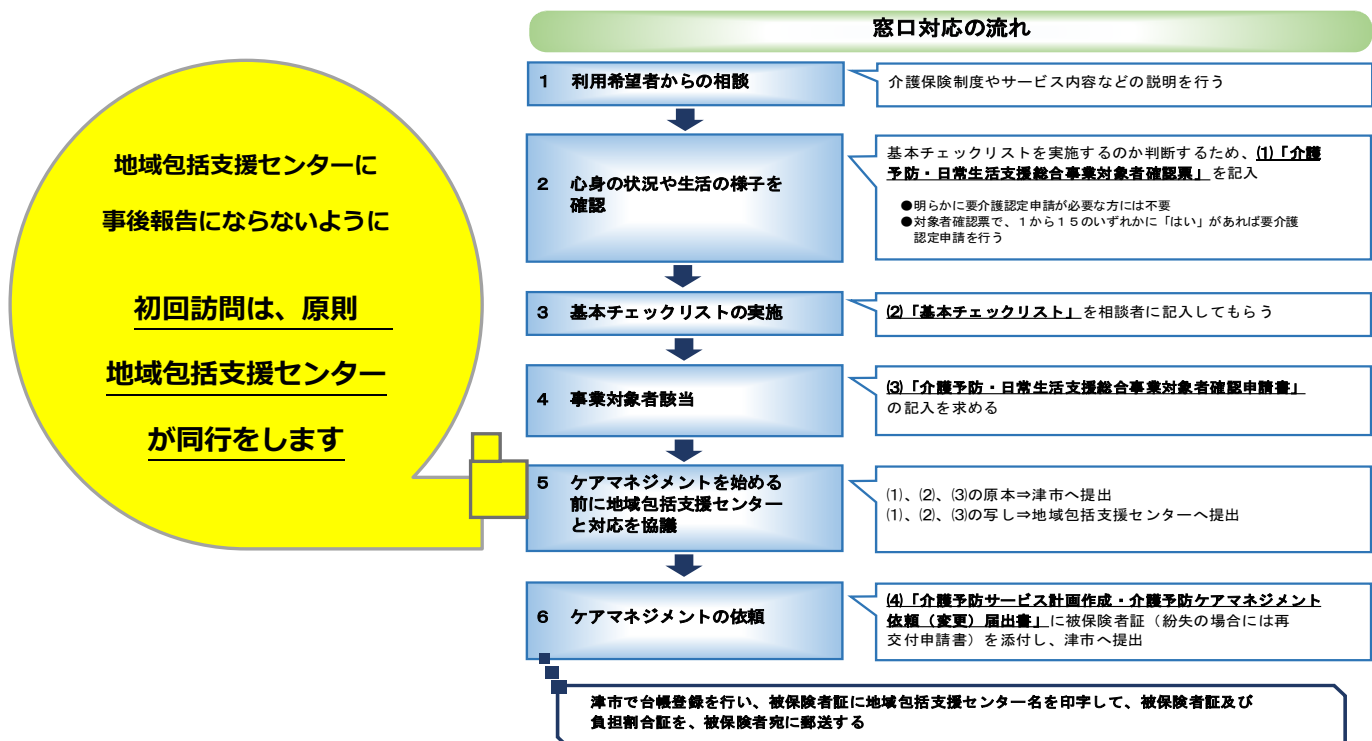 窓口対応の流れ
地域包括支援センターに
事後報告にならないように
初回訪問は、原則
地域包括支援センター
が同行をします
1 利用希望者からの相談
介護保険制度やサービス内容などの説明を行う
2 心身の状況や生活の様子を
確認
基本チェックリストを実施するのか判断するため、⑴「介護
予防・日常生活支援総合事業対象者確認票」を記入
●明らかに要介護認定申請が必要な方には不要
●対象者確認票で、１から１５のいずれかに「はい」があれば要介護
認定申請を行う
3 基本チェックリストの実施
⑵「基本チェックリスト」を相談者に記入してもらう
4 事業対象者該当
⑶「介護予防・日常生活支援総合事業対象者確認申請書」
の記入を求める
5 ケアマネジメントを始める
前に地域包括支援センター
と対応を協議
⑴、⑵、⑶の原本⇒津市へ提出
⑴、⑵、⑶の写し⇒地域包括支援センターへ提出
6 ケアマネジメントの依頼
⑷「介護予防サービス計画作成・介護予防ケアマネジメント
依頼（変更）届出書」に被保険者証（紛失の場合には再
交付申請書）を添付し、津市へ提出
津市で台帳登録を行い、被保険者証に地域包括支援センター名を印字して、被保険者証及び
負担割合証を、被保険者宛に郵送する